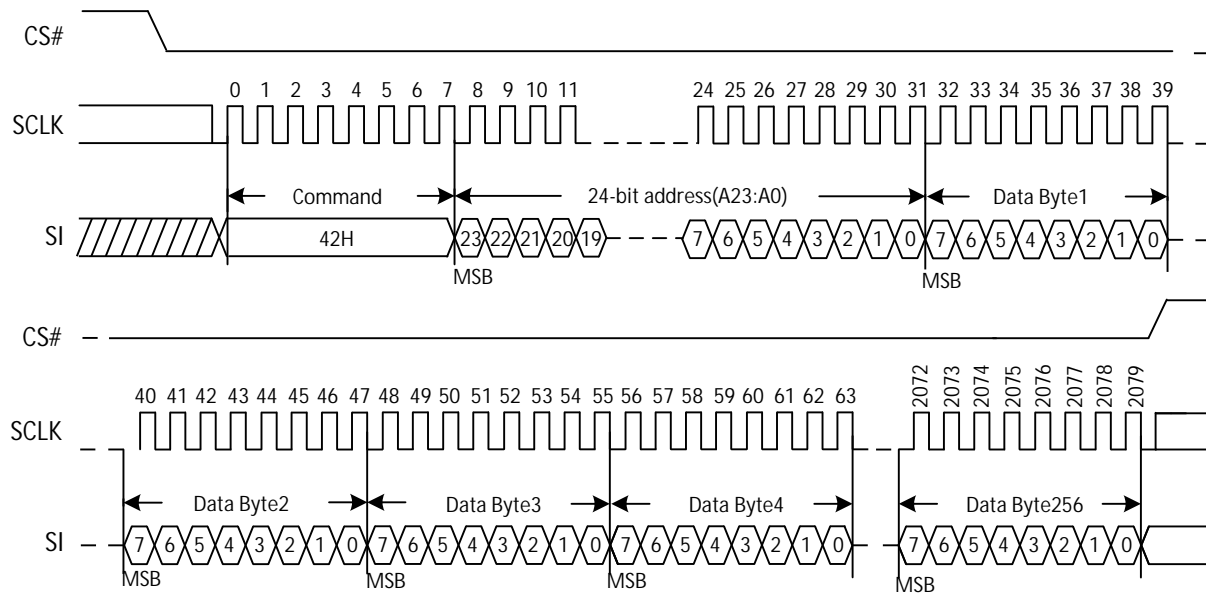 CS#
0 1 2 3 4 5 6 7 8 9 10 11 24 25 26 27 28 29 30 31 32 33 34 35 36 37 38 39
SCLK
Command 24-bit address(A23:A0) Data Byte1
SI 42H 23 22 21 20 19 7 6 5 4 3 2 1 0 7 6 5 4 3 2 1 0
MSB MSB
CS#
40 41 42 43 44 45 46 47 48 49 50 51 52 53 54 55 56 57 58 59 60 61 62 63 2072 2073 2074 2075 2076 2077 2078 2079
SCLK
Data Byte2 Data Byte3 Data Byte4 Data Byte256
SI 7 6 5 4 3 2 1 0 7 6 5 4 3 2 1 0 7 6 5 4 3 2 1 0 7 6 5 4 3 2 1 0
MSB MSB MSB MSB